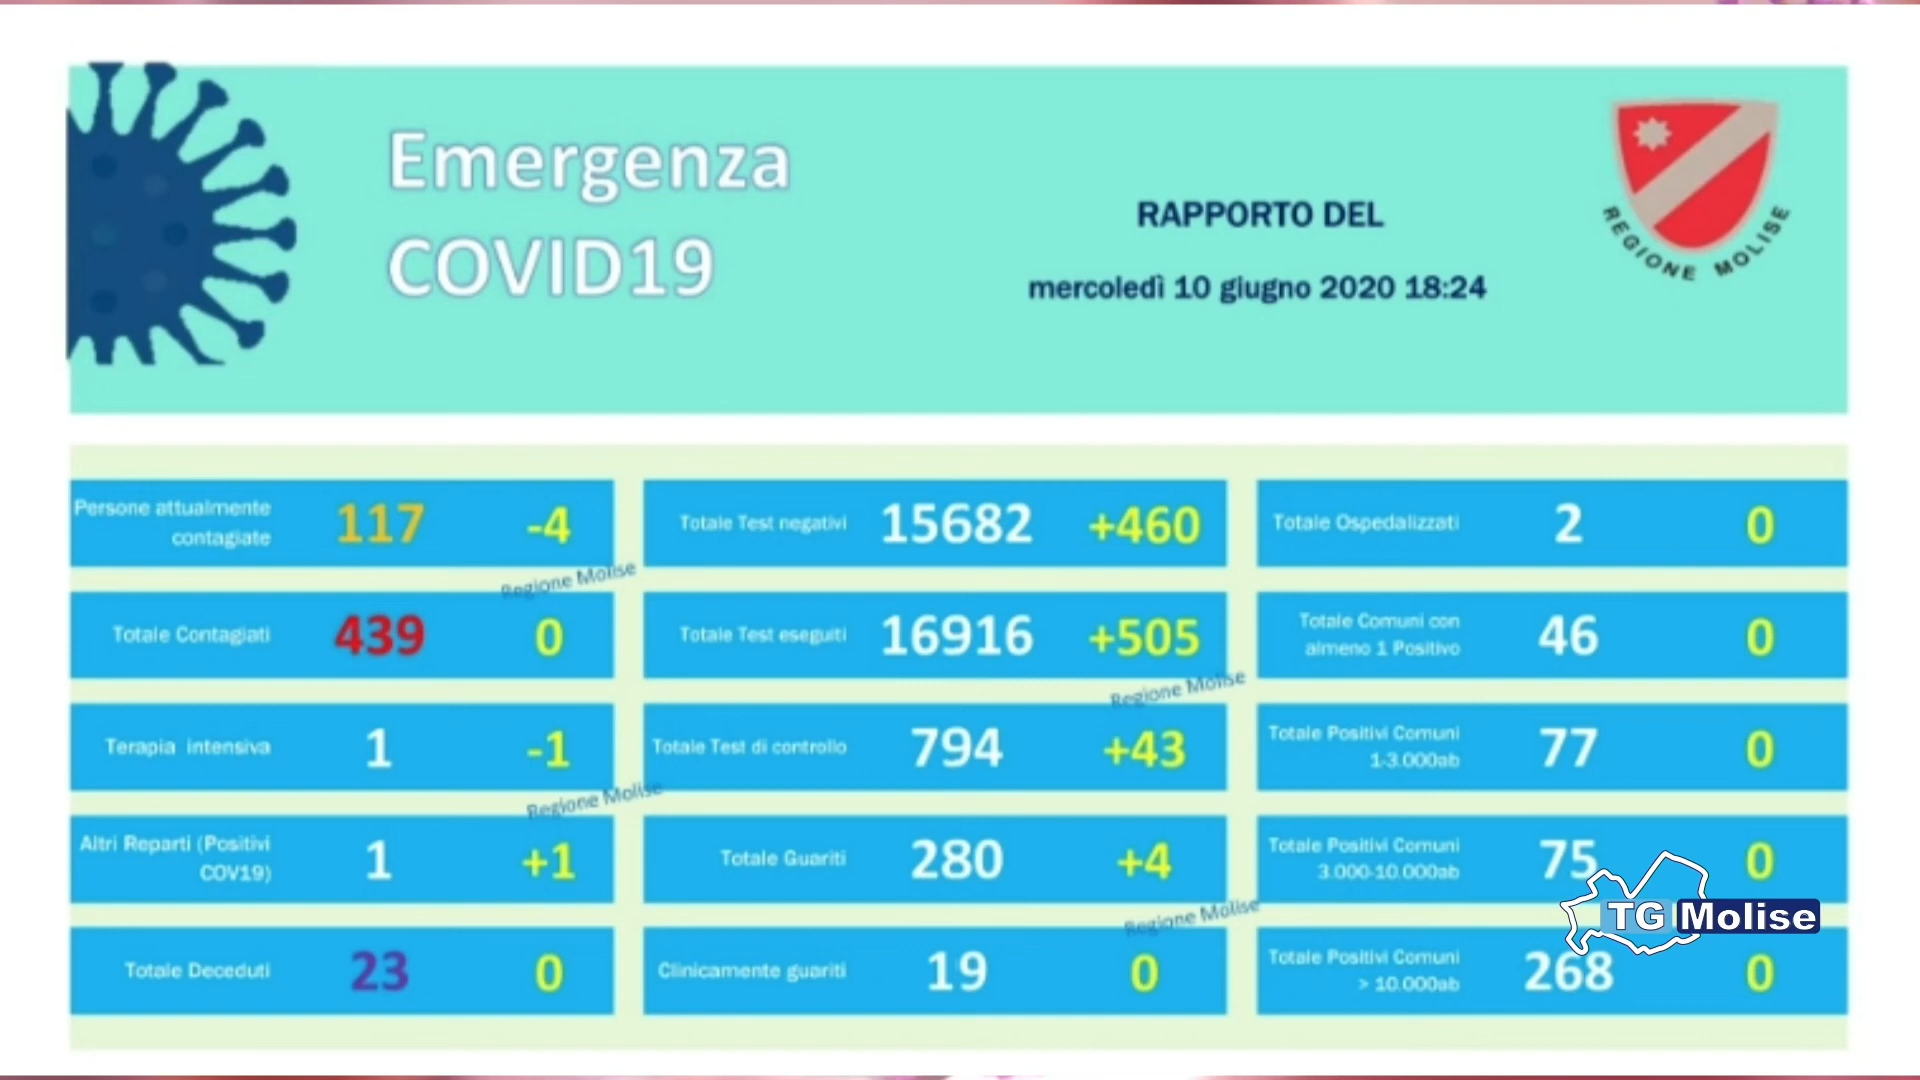 Emergenza
COVID19
RAPPORTO DEL
mercoledì 10 giugno 2020 18:24
REGIONE MOLISE
Persone attualmente
contagiate
117
-4
Totale Test negativi
15682
+460
Totale Ospedalizzati
2
0
Regione Molise
Totale Contagiati
439
0
Totale Test eseguiti
16916
+505
Totale Comuni con
almeno 1 Positivo
46
0
Regione Molise
Terapia intensiva
1
-1
Totale Test di controllo
794
+43
Totale Positivi Comuni
1-3.000ab
77
0
Regione Molise
Altri Reparti (Positivi
COV19)
1
+1
Totale Guariti
280
+4
Totale Positivi Comuni
3.000-10.000ab
75
0
Regione Molise
TG Molise
Totale Deceduti
23
0
Clinicamente guariti
19
0
Totale Positivi Comuni
> 10.000ab
268
0